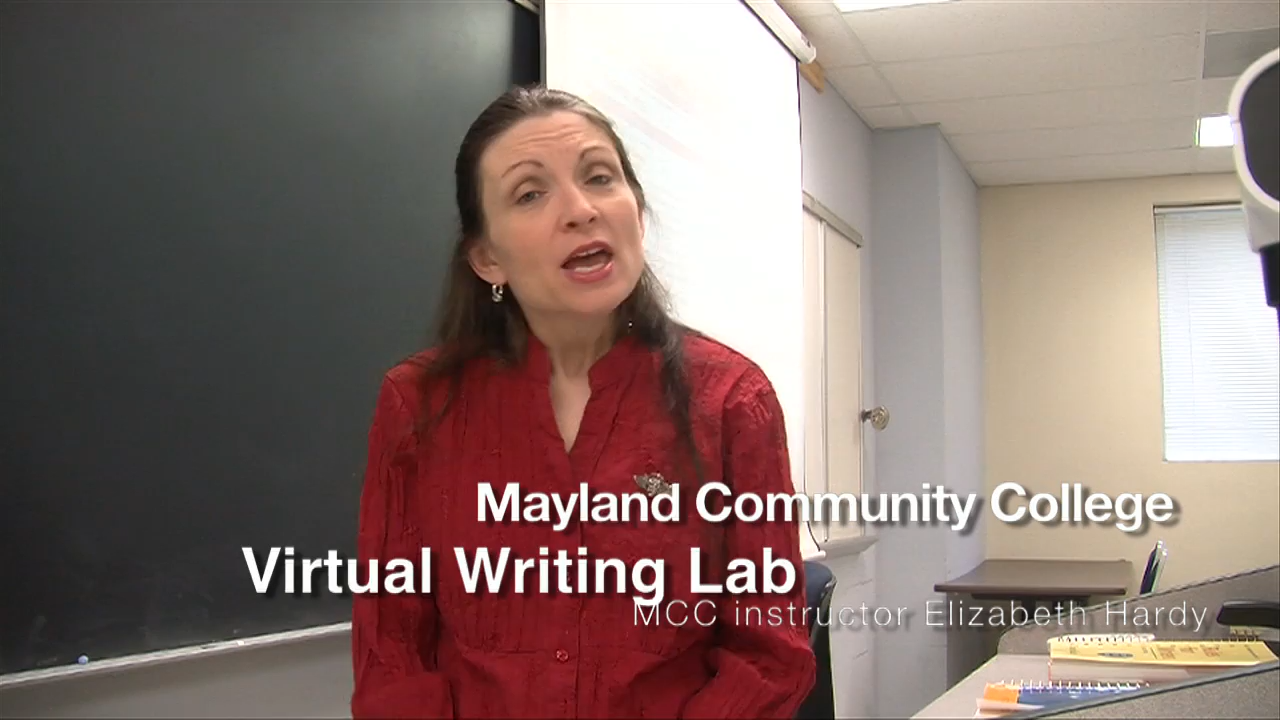 Mayland Community College
Virtual Writing Lab
MCC instructor Elizabeth Hardy